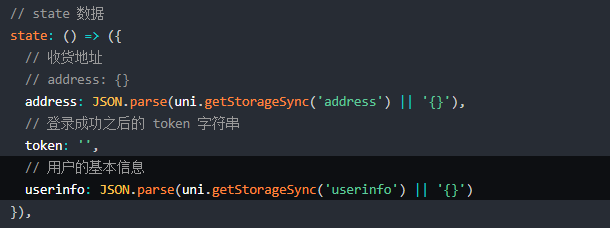 // state 数据
state: () => ({
// 收货地址
// address: {}
address: JSON.parse(uni.getStorageSync('address') || '{}'),
// 登录成功之后的 token 字符串
token: '',
// 用户的基本信息
userinfo: JSON.parse(uni.getStorageSync('userinfo') || '{}')
}),